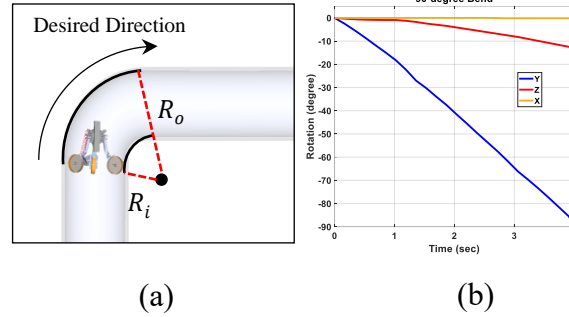 Desired Direction
R_o
R_i
(a)
90-degree Bend
0
-10
-20
-30
-40
-50
-60
-70
-80
-90
Rotation (degree)
Y
Z
X
0
1
2
3
Time (sec)
(b)